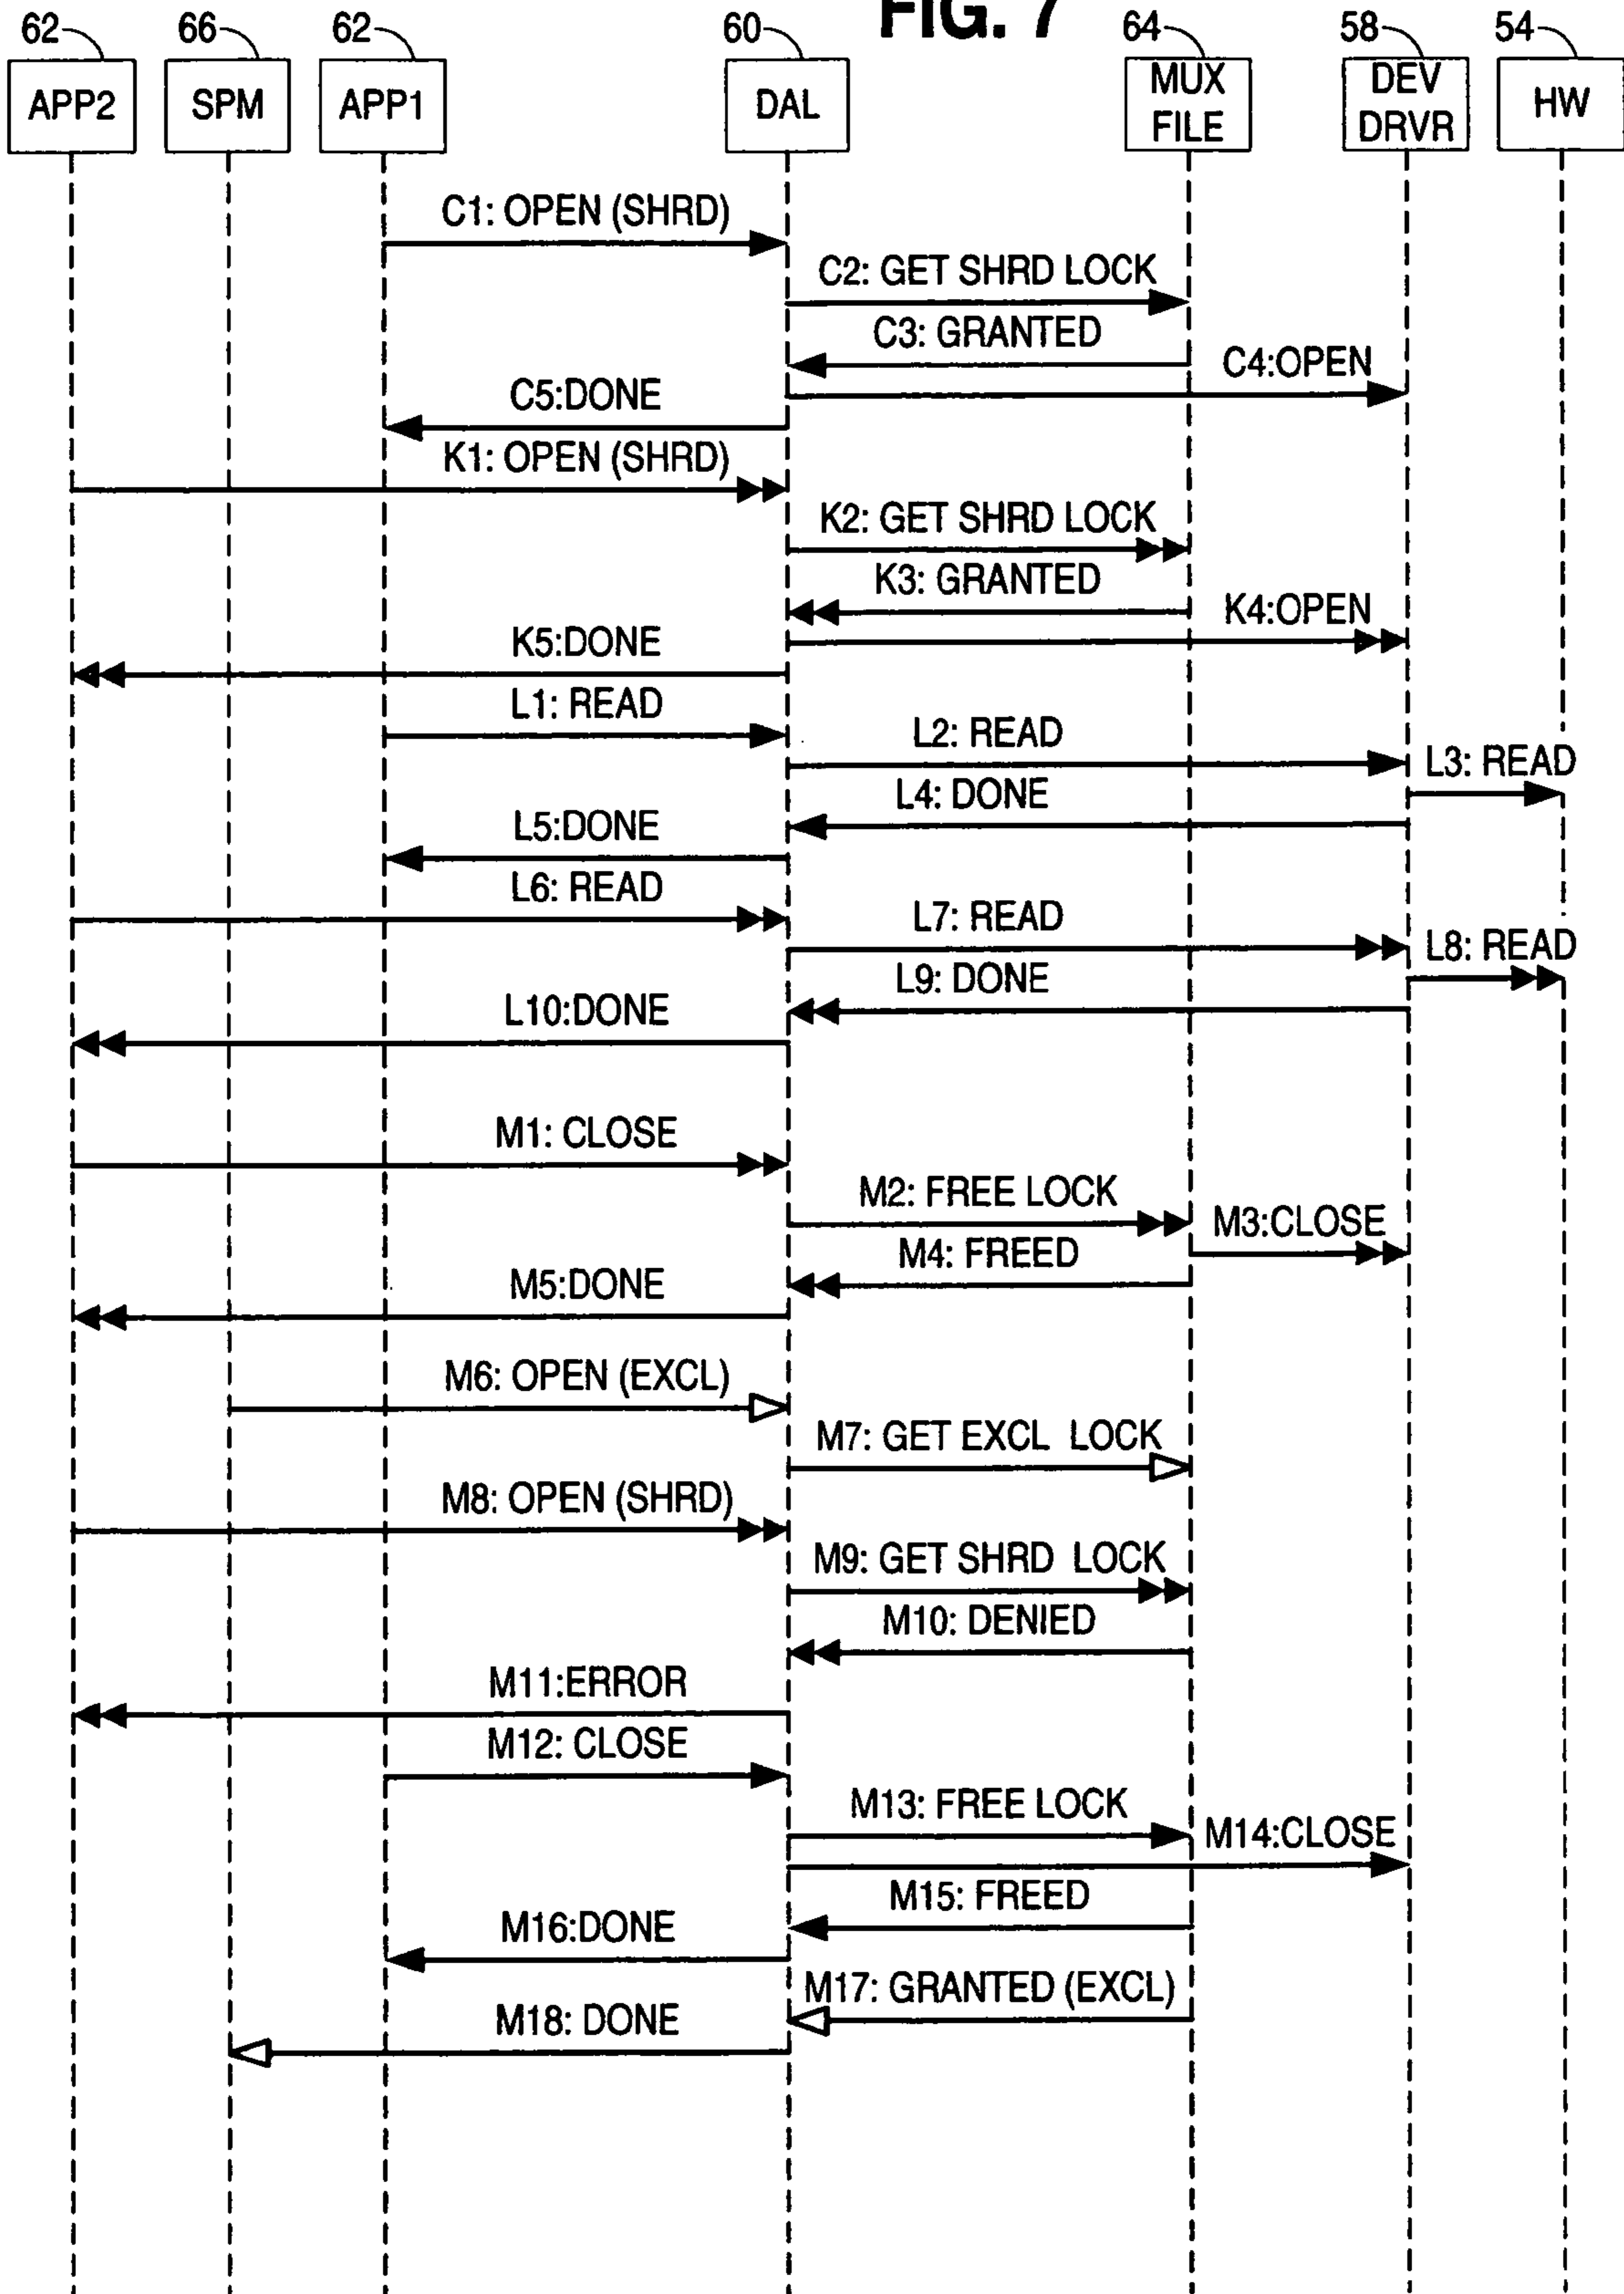 FIG. 7
62 66 62 60 64 58 54
APP2 SPM APP1 DAL MUX FILE DEV DRVR HW
C1: OPEN (SHRD)
C2: GET SHRD LOCK
C3: GRANTED
C4:OPEN
C5:DONE
K1: OPEN (SHRD)
K2: GET SHRD LOCK
K3: GRANTED
K4:OPEN
K5:DONE
L1: READ
L2: READ
L3: READ
L4: DONE
L5:DONE
L6: READ
L7: READ
L8: READ
L9: DONE
L10:DONE
M1: CLOSE
M2: FREE LOCK
M3:CLOSE
M4: FREED
M5:DONE
M6: OPEN (EXCL)
M7: GET EXCL LOCK
M8: OPEN (SHRD)
M9: GET SHRD LOCK
M10: DENIED
M11:ERROR
M12: CLOSE
M13: FREE LOCK
M14:CLOSE
M15: FREED
M16:DONE
M17: GRANTED (EXCL)
M18: DONE